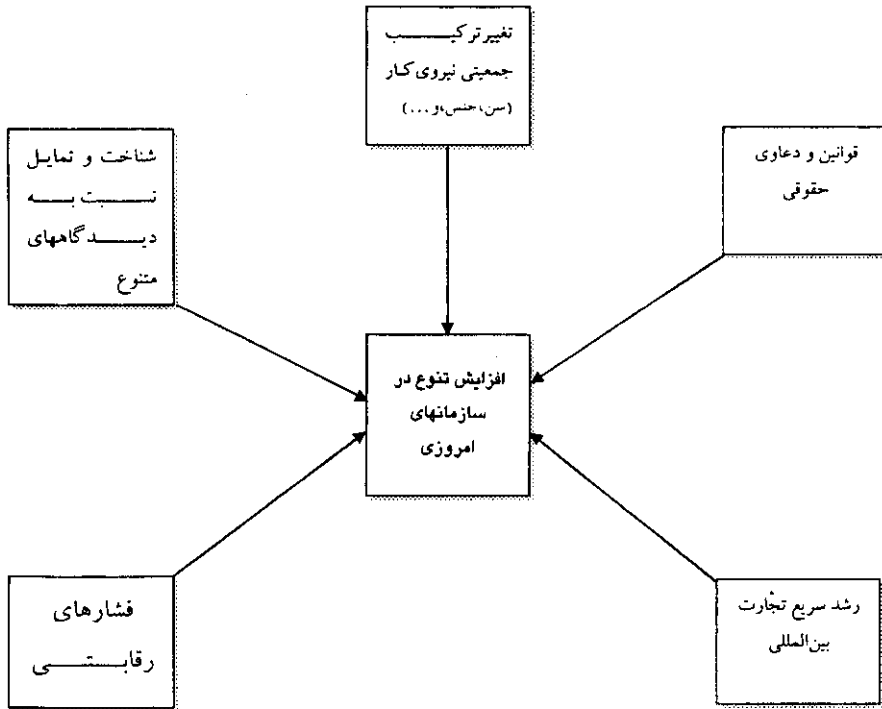 تغییر ترکیب
جمعیتی نیروی کار
(سن، جنس، و...)
شناخت و تمایل
نسبت به
دیدگاههای
متنوع
قوانین و دعاوی
حقوقی
افزایش تنوع در
سازمانهای
امروزی
فشارهای
رقابتی
رشد سریع تجارت
بین‌المللی